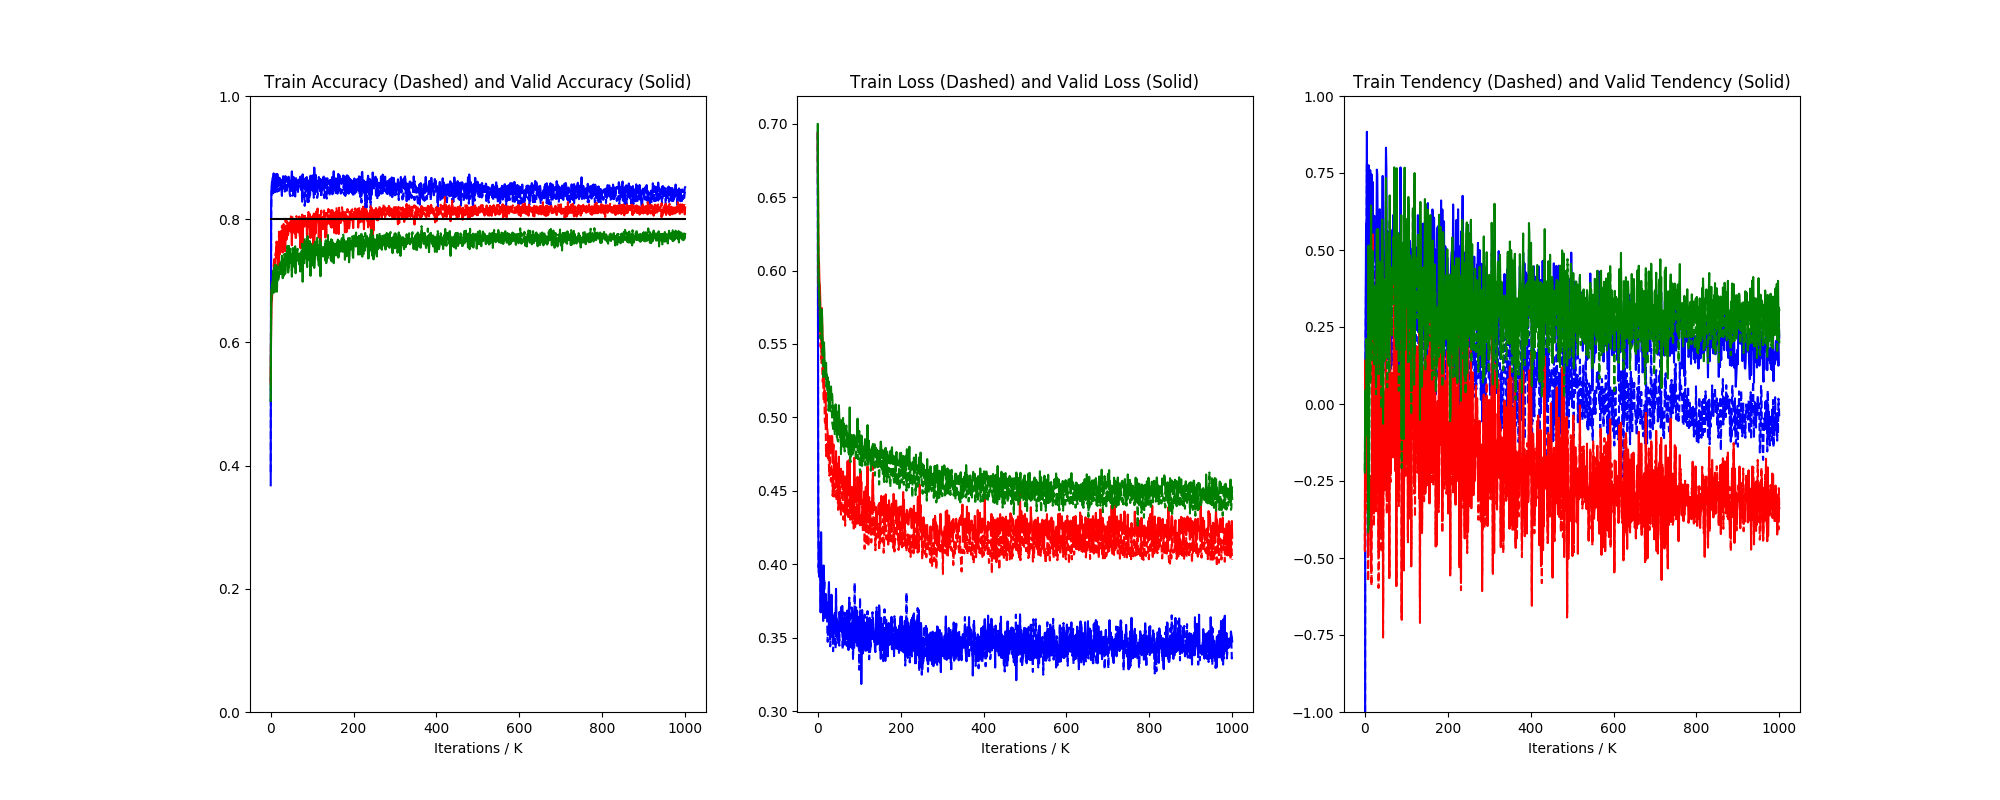 Train Accuracy (Dashed) and Valid Accuracy (Solid)
1.0
0.8
0.6
0.4
0.2
0.0
0 200 400 600 800 1000
Iterations / K
Train Loss (Dashed) and Valid Loss (Solid)
0.70
0.65
0.60
0.55
0.50
0.45
0.40
0.35
0.30
0 200 400 600 800 1000
Iterations / K
Train Tendency (Dashed) and Valid Tendency (Solid)
1.00
0.75
0.50
0.25
0.00
−0.25
−0.50
−0.75
−1.00
0 200 400 600 800 1000
Iterations / K